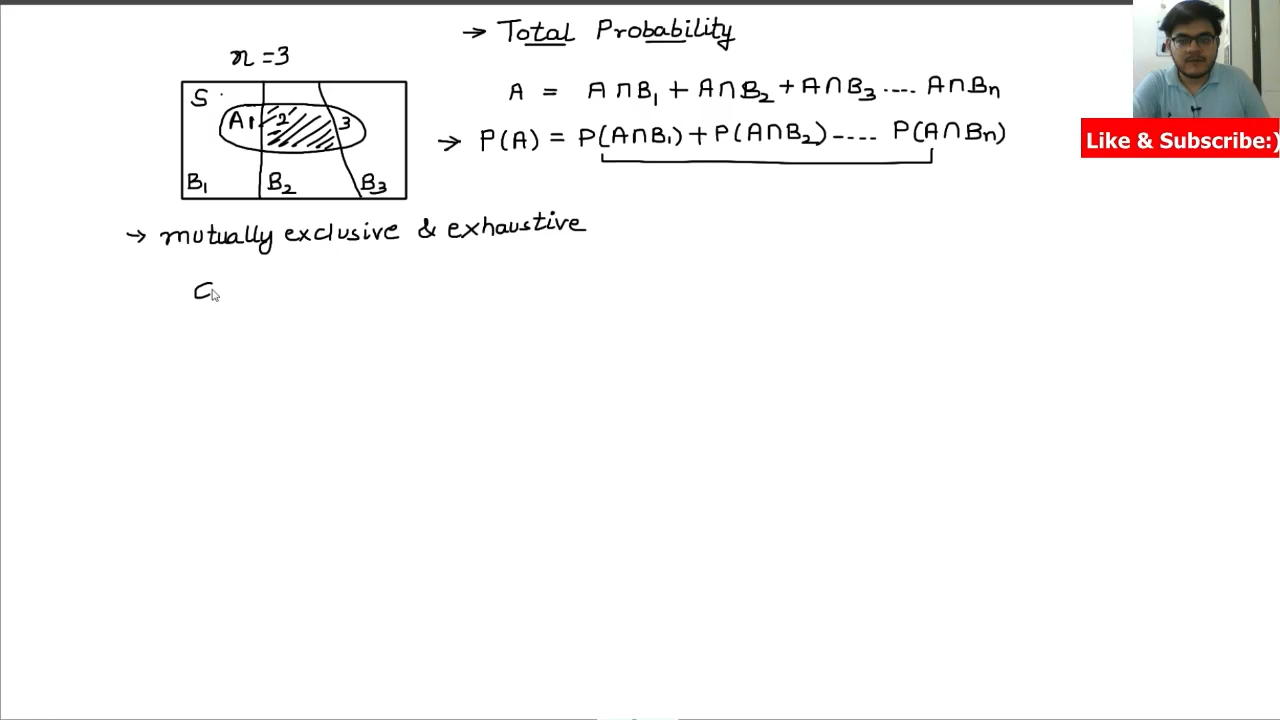 → Total Probability
n = 3
S
A 1 2 3
B₁ B₂ B₃
A = A∩B₁ + A∩B₂ + A∩B₃ .... A∩Bn
→ P(A) = P(A∩B₁) + P(A∩B₂) ---- P(A∩Bn)
Like & Subscribe:)
→ mutually exclusive & exhaustive